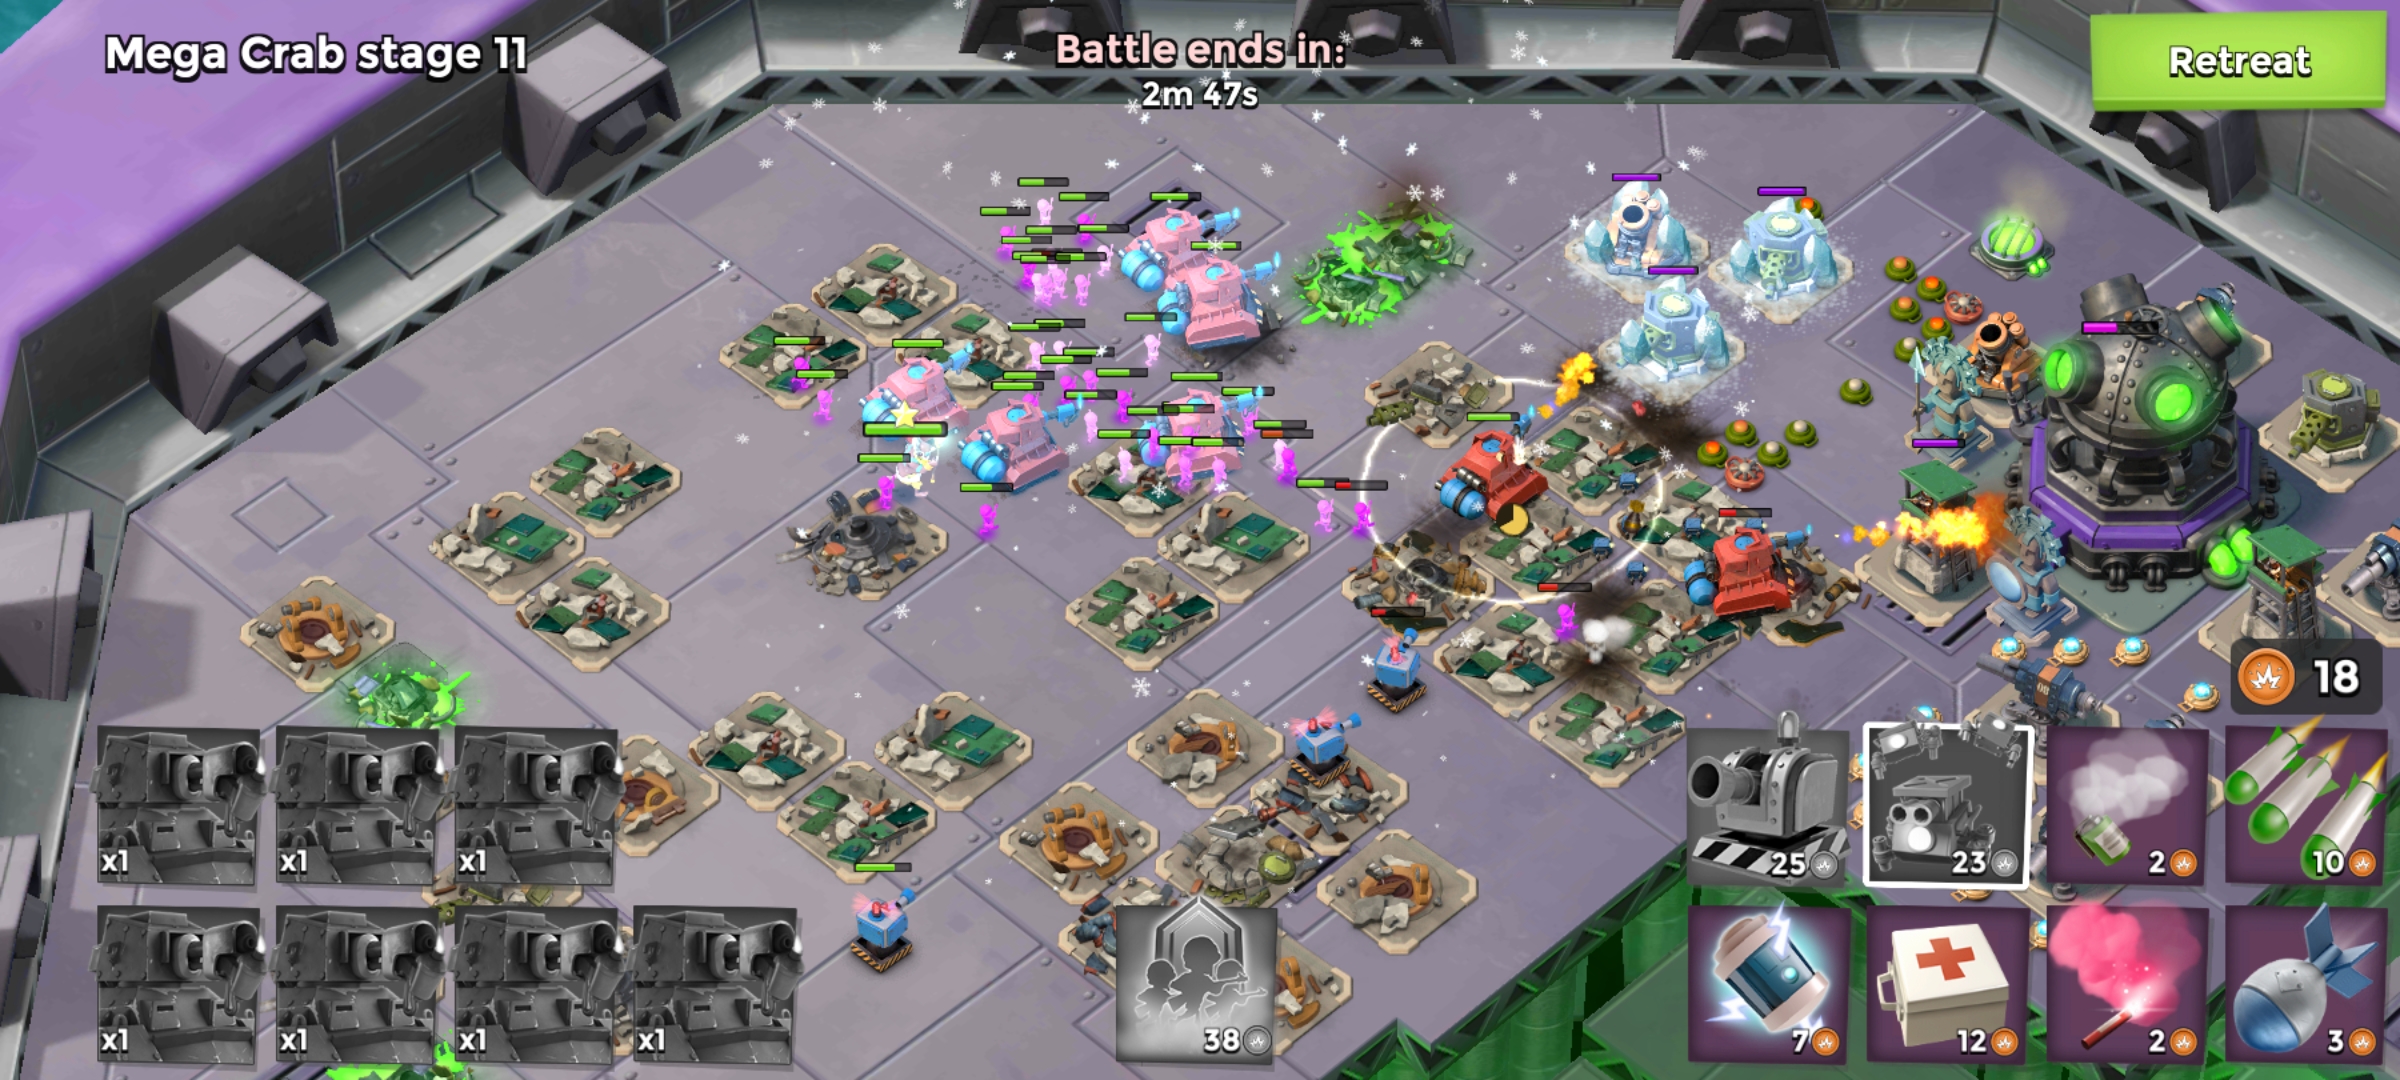 Mega Crab stage 11
Battle ends in:
2m 47s
Retreat
18
x1
x1
x1
25
23
2
10
x1
x1
x1
x1
38
7
12
2
3